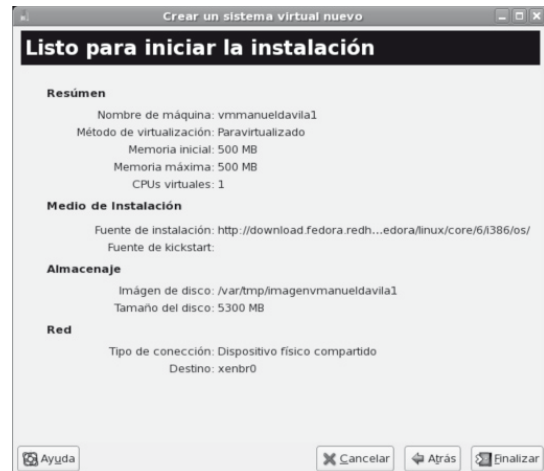 Crear un sistema virtual nuevo
Listo para iniciar la instalación
Resúmen
Nombre de máquina: vmmanueldavila1
Método de virtualización: Paravirtualizado
Memoria inicial: 500 MB
Memoria máxima: 500 MB
CPUs virtuales: 1
Medio de Instalación
Fuente de instalación: http://download.fedora.redh...edora/linux/core/6/i386/os/
Fuente de kickstart:
Almacenaje
Imágen de disco: /var/tmp/imagenvmanueldavila1
Tamaño del disco: 5300 MB
Red
Tipo de conección: Dispositivo físico compartido
Destino: xenbr0
Ayuda
Cancelar
Atrás
Finalizar